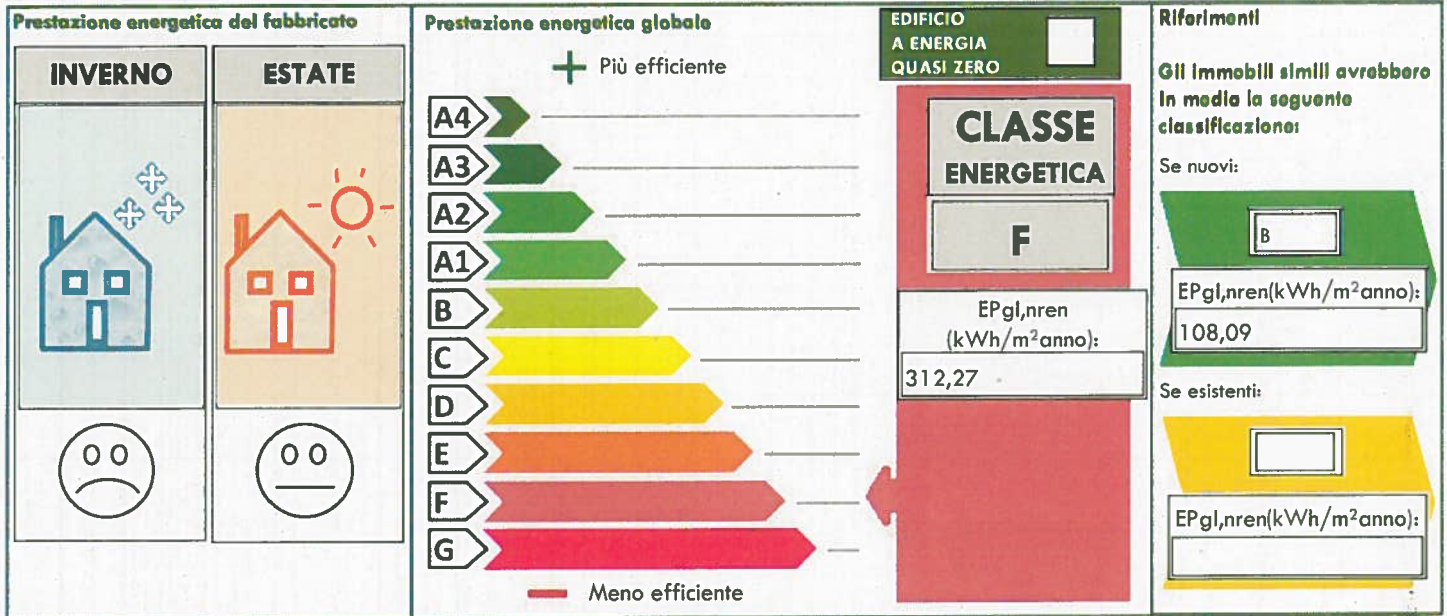 Prestazione energetica del fabbricato
INVERNO
ESTATE
Prestazione energetica globale
+ Più efficiente
A4
A3
A2
A1
B
C
D
E
F
G
Meno efficiente
EDIFICIO
A ENERGIA
QUASI ZERO
CLASSE
ENERGETICA
F
EPgl,nren
(kWh/m²anno):
312,27
Riferimenti
Gli immobili simili avrebbero
in media la seguente
classificazione:
Se nuovi:
B
EPgl,nren(kWh/m²anno):
108,09
Se esistenti:
EPgl,nren(kWh/m²anno):